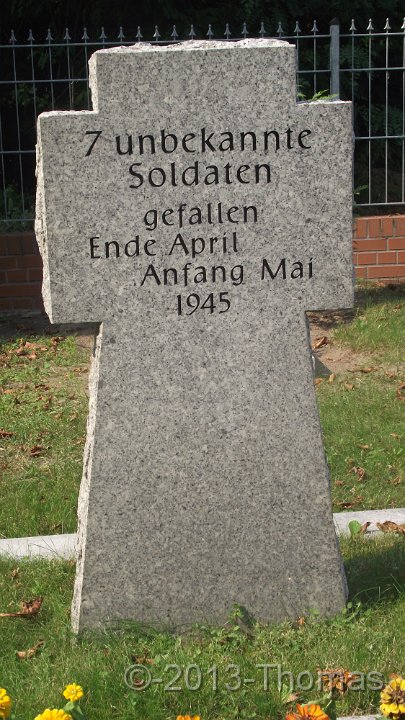 7 unbekannte
Soldaten
gefallen
Ende April
Anfang Mai
1945
©-2013-Thomas